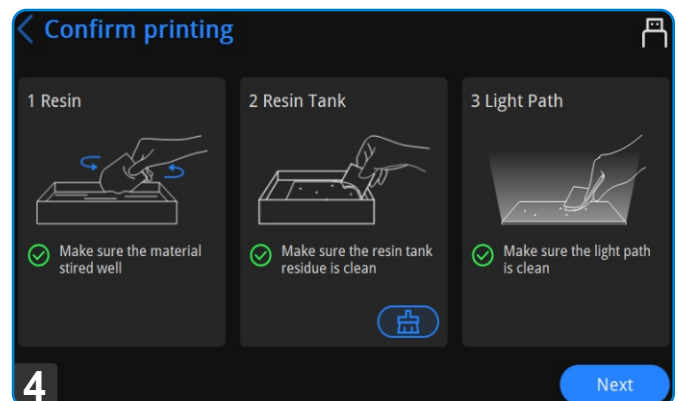 Confirm printing
1 Resin
Make sure the material
stired well
2 Resin Tank
Make sure the resin tank
residue is clean
3 Light Path
Make sure the light path
is clean
4
Next